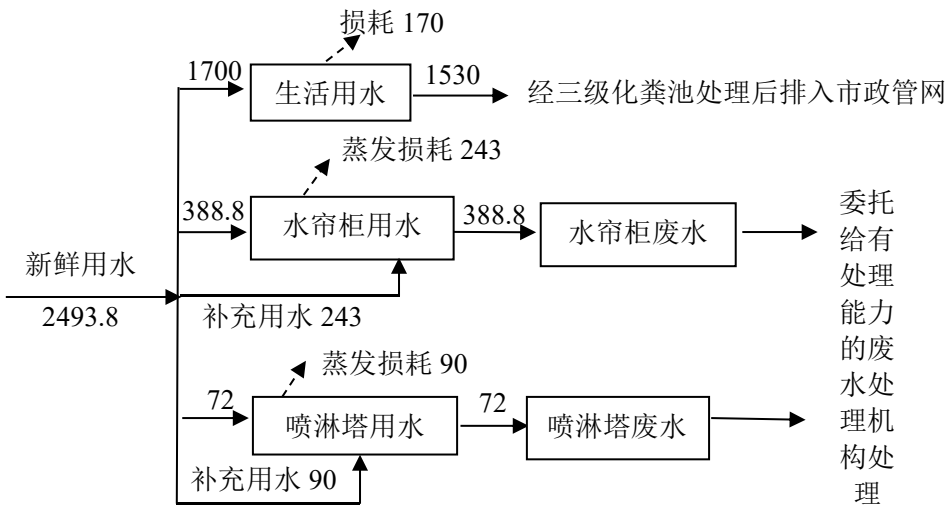 损耗 170
1700
生活用水
1530
经三级化粪池处理后排入市政管网
蒸发损耗 243
388.8
水帘柜用水
388.8
水帘柜废水
新鲜用水
2493.8
补充用水 243
蒸发损耗 90
72
喷淋塔用水
72
喷淋塔废水
补充用水 90
委托
给有
处理
能力
的废
水处
理机
构处
理